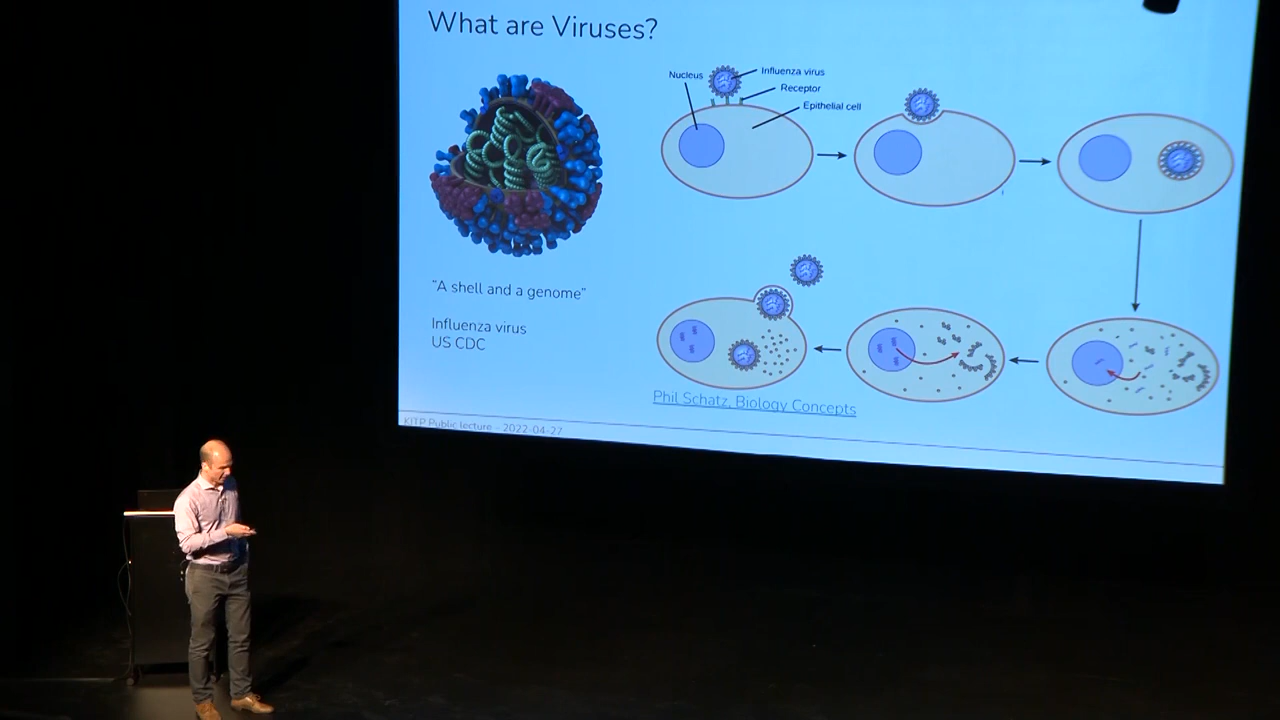 What are Viruses?
Nucleus
Influenza virus
Receptor
Epithelial cell
"A shell and a genome"
Influenza virus
US CDC
Phil Schatz, Biology Concepts
KITP Public lecture - 2022-04-27